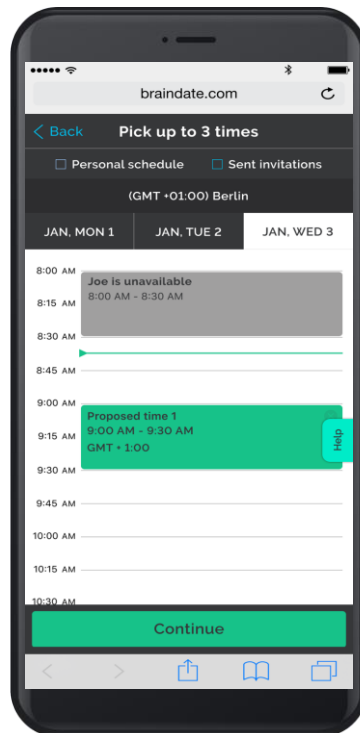 braindate.com
Back Pick up to 3 times
Personal schedule Sent invitations
(GMT +01:00) Berlin
JAN, MON 1 JAN, TUE 2 JAN, WED 3
8:00 AM
Joe is unavailable
8:00 AM - 8:30 AM
8:15 AM
8:30 AM
8:45 AM
9:00 AM
Proposed time 1
9:00 AM - 9:30 AM
9:15 AM
GMT + 1:00
Help
9:30 AM
9:45 AM
10:00 AM
10:15 AM
10:30 AM
Continue